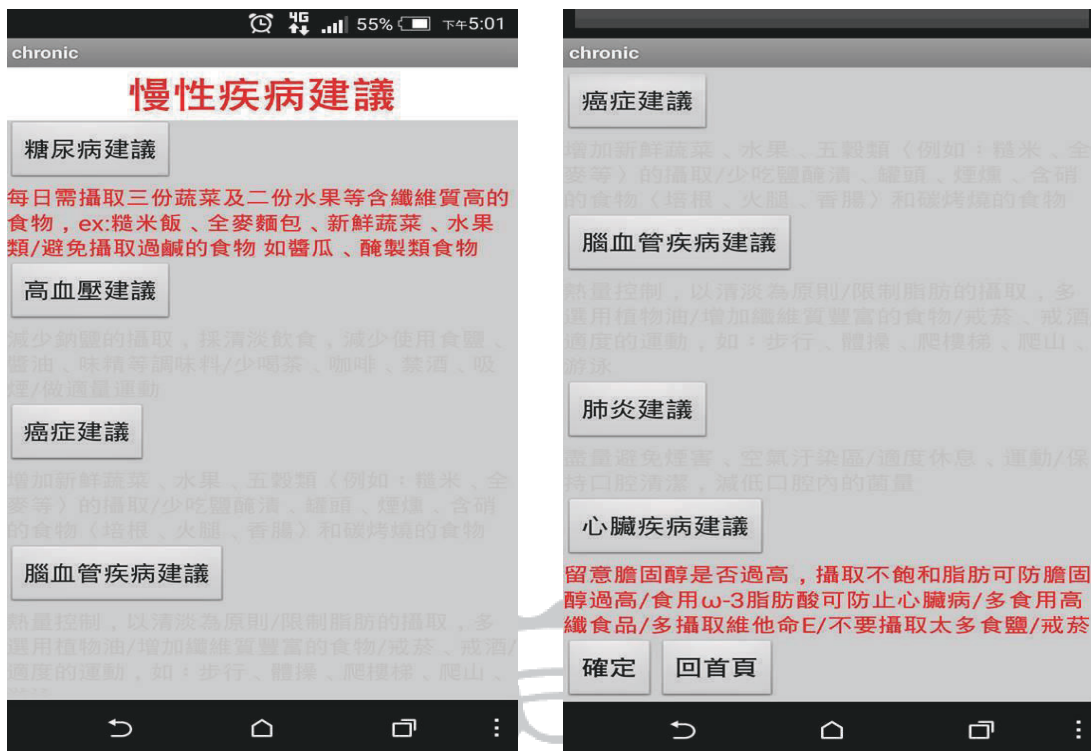 4G 55% 下午5:01
chronic
慢性疾病建議
糖尿病建議
每日需攝取三份蔬菜及二份水果等含纖維質高的
食物，ex:糙米飯、全麥麵包、新鮮蔬菜、水果
類/避免攝取過鹹的食物 如醬瓜、醃製類食物
高血壓建議
減少鈉鹽的攝取，採清淡飲食，減少使用食鹽、
醬油、味精等調味料/少喝茶、咖啡、禁酒、吸
煙/做適量運動
癌症建議
增加新鮮蔬菜、水果、五穀類（例如：糙米、全
麥等）的攝取/少吃鹽醃漬、罐頭、煙燻、含硝
的食物（培根、火腿、香腸）和碳烤燒的食物
腦血管疾病建議
熱量控制，以清淡為原則/限制脂肪的攝取，多
選用植物油/增加纖維質豐富的食物/戒菸、戒酒/
適度的運動，如：步行、體操、爬樓梯、爬山、
chronic
癌症建議
增加新鮮蔬菜、水果、五穀類（例如：糙米、全
麥等）的攝取/少吃鹽醃漬、罐頭、煙燻、含硝
的食物（培根、火腿、香腸）和碳烤燒的食物
腦血管疾病建議
熱量控制，以清淡為原則/限制脂肪的攝取，多
選用植物油/增加纖維質豐富的食物/戒菸、戒酒
適度的運動，如：步行、體操、爬樓梯、爬山、
游泳
肺炎建議
盡量避免煙害、空氣汙染區/適度休息、運動/保
持口腔清潔，減低口腔內的菌量
心臟疾病建議
留意膽固醇是否過高，攝取不飽和脂肪可防膽固
醇過高/食用ω-3脂肪酸可防止心臟病/多食用高
纖食品/多攝取維他命E/不要攝取太多食鹽/戒菸
確定 回首頁